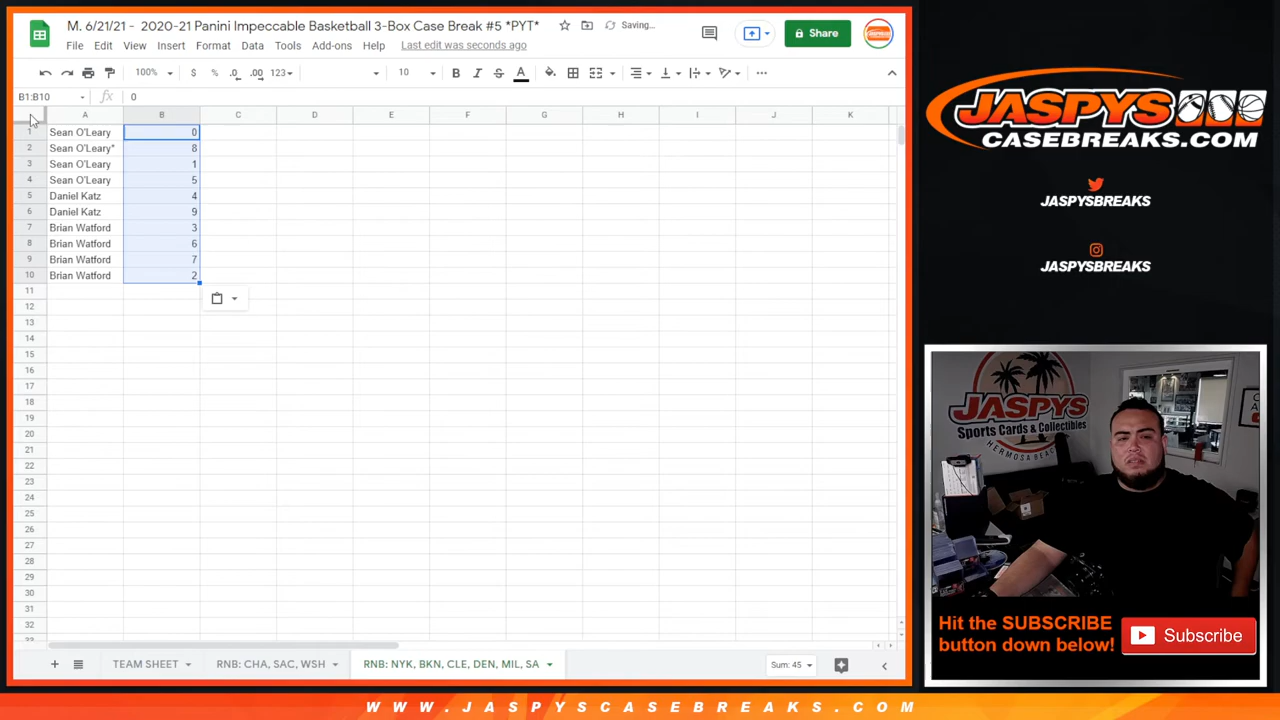 M. 6/21/21 - 2020-21 Panini Impeccable Basketball 3-Box Case Break #5 *PYT*
Saving...
Share
File Edit View Insert Format Data Tools Add-ons Help Last edit was seconds ago
100% $ % .0 .00 123 10 B I S A
B1:B10 fx 0
A B C D E F G H I J K
1 Sean O'Leary 0
2 Sean O'Leary* 8
3 Sean O'Leary 1
4 Sean O'Leary 5
5 Daniel Katz 4
6 Daniel Katz 9
7 Brian Watford 3
8 Brian Watford 6
9 Brian Watford 7
10 Brian Watford 2
11
12
13
14
15
16
17
18
19
20
21
22
23
24
25
26
27
28
29
30
31
32
33
TEAM SHEET RNB: CHA, SAC, WSH RNB: NYK, BKN, CLE, DEN, MIL, SA Sum: 45
JASPYS
CASEBREAKS.COM
JASPYSBREAKS
JASPYSBREAKS
JASPYS
Sports Cards & Collectibles
HERMOSA BEACH
Hit the SUBSCRIBE
button down below!
Subscribe
WWW.JASPYSCASEBREAKS.COM